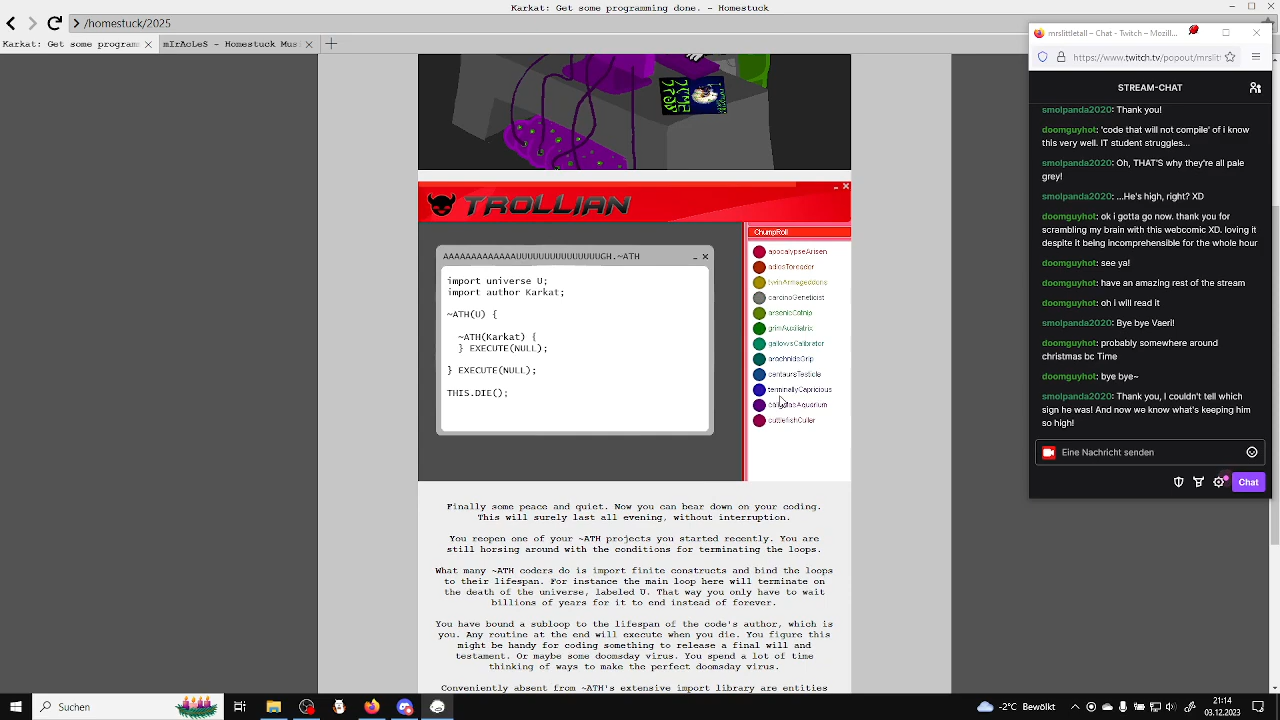 Karkat: Get some programming done. - Homestuck
/homestuck/2025
Karkat: Get some program
mIrAcLeS - Homestuck Mus
TROLLIAN
AAAAAAAAAAAAAUUUUUUUUUUUUUUUGH.~ATH
import universe U;
import author Karkat;
~ATH(U) {
~ATH(Karkat) {
} EXECUTE(NULL);
} EXECUTE(NULL);
THIS.DIE();
ChumpRoll
apocalypseArisen
adiosToreador
twinArmageddons
carcinoGeneticist
arsenicCatnip
grimAuxiliatrix
gallowsCalibrator
arachnidsGrip
centaursTesticle
terminallyCapricious
caligulasAquarium
cuttlefishCuller
Finally some peace and quiet. Now you can bear down on your coding.
This will surely last all evening, without interruption.
You reopen one of your ~ATH projects you started recently. You are
still horsing around with the conditions for terminating the loops.
What many ~ATH coders do is import finite constructs and bind the loops
to their lifespan. For instance the main loop here will terminate on
the death of the universe, labeled U. That way you only have to wait
billions of years for it to end instead of forever.
You have bound a subloop to the lifespan of the code's author, which is
you. Any routine at the end will execute when you die. You figure this
might be handy for coding something to release a final will and
testament. Or maybe some doomsday virus. You spend a lot of time
thinking of ways to make the perfect doomsday virus.
Conveniently absent from ~ATH's extensive import library are entities
mrslittletall – Chat - Twitch – Mozill...
https://www.twitch.tv/popout/mrslit
STREAM-CHAT
smolpanda2020: Thank you!
doomguyhot: 'code that will not compile' of i know
this very well. IT student struggles...
smolpanda2020: Oh, THAT'S why they're all pale
grey!
smolpanda2020: ...He's high, right? XD
doomguyhot: ok i gotta go now. thank you for
scrambling my brain with this webcomic XD. loving it
despite it being incomprehensible for the whole hour
doomguyhot: see ya!
doomguyhot: have an amazing rest of the stream
doomguyhot: oh i will read it
smolpanda2020: Bye bye Vaeri!
doomguyhot: probably somewhere around
christmas bc Time
doomguyhot: bye bye~
smolpanda2020: Thank you, I couldn't tell which
sign he was! And now we know what's keeping him
so high!
Eine Nachricht senden
Chat
Suchen
-2°C Bewölkt
21:14
03.12.2023